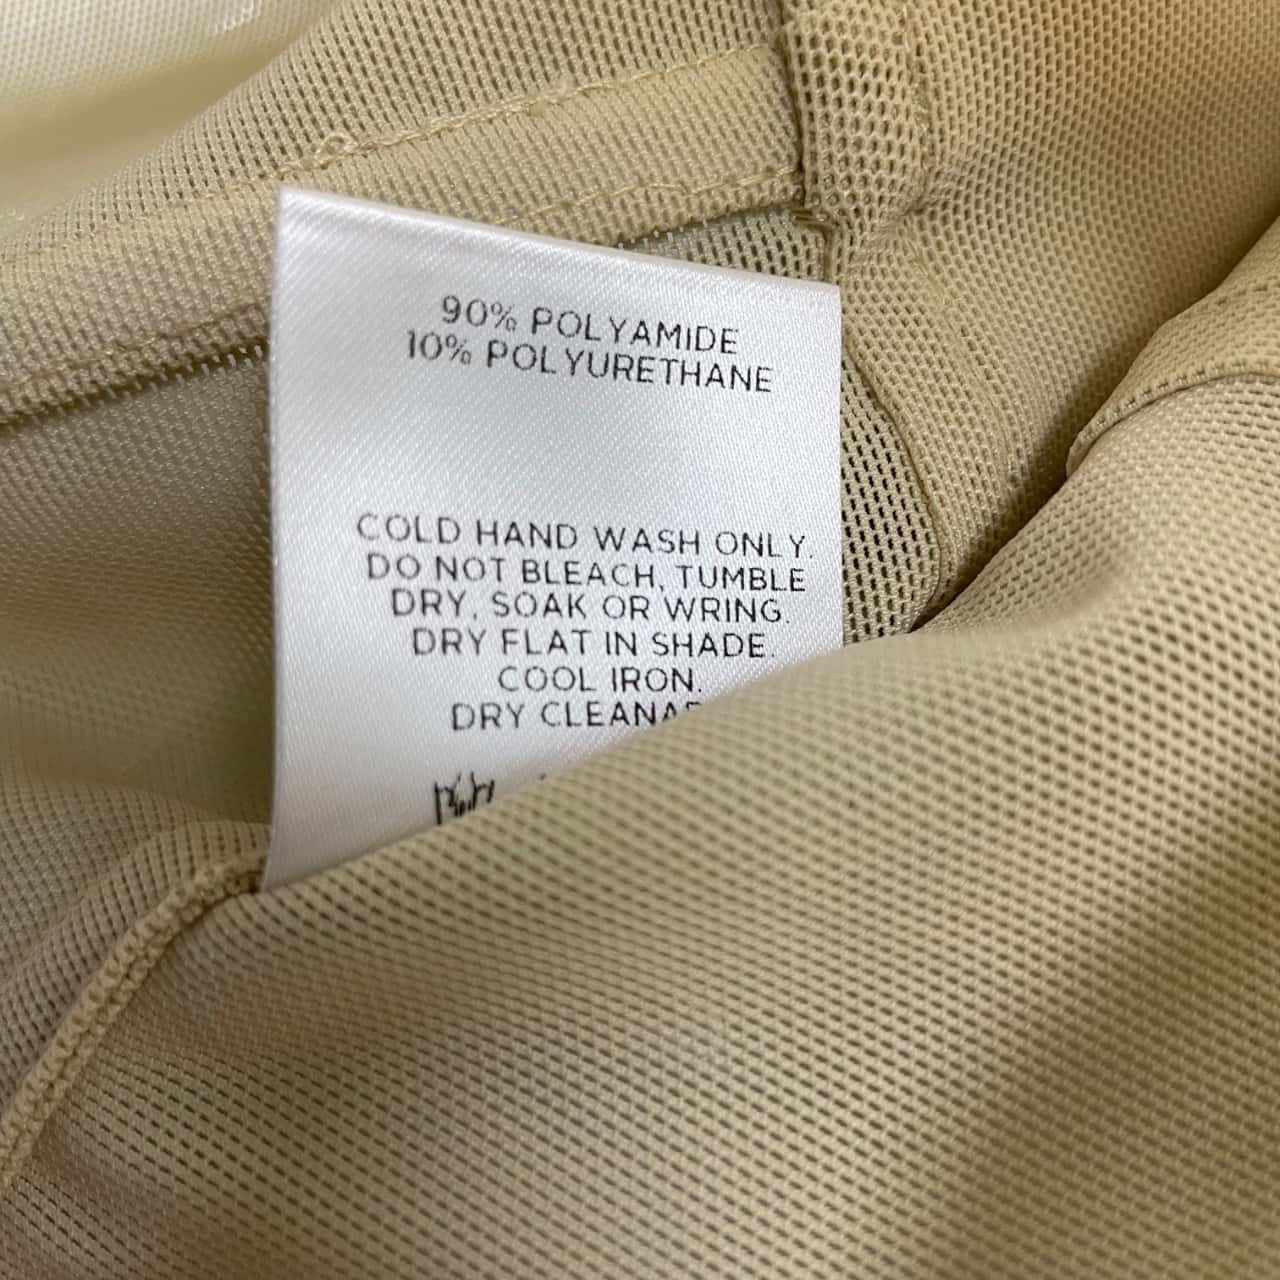 90% POLYAMIDE
10% POLYURETHANE
COLD HAND WASH ONLY.
DO NOT BLEACH, TUMBLE
DRY, SOAK OR WRING.
DRY FLAT IN SHADE.
COOL IRON.
DRY